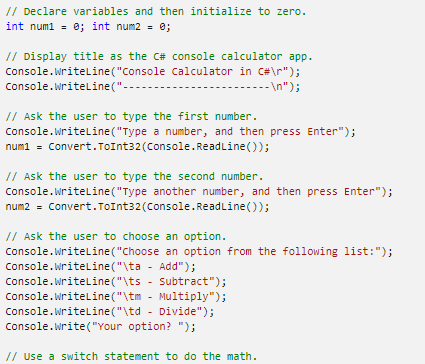 // Declare variables and then initialize to zero.
int num1 = 0; int num2 = 0;
// Display title as the C# console calculator app.
Console.WriteLine("Console Calculator in C#\r");
Console.WriteLine("------------------------\n");
// Ask the user to type the first number.
Console.WriteLine("Type a number, and then press Enter");
num1 = Convert.ToInt32(Console.ReadLine());
// Ask the user to type the second number.
Console.WriteLine("Type another number, and then press Enter");
num2 = Convert.ToInt32(Console.ReadLine());
// Ask the user to choose an option.
Console.WriteLine("Choose an option from the following list:");
Console.WriteLine("\ta - Add");
Console.WriteLine("\ts - Subtract");
Console.WriteLine("\tm - Multiply");
Console.WriteLine("\td - Divide");
Console.Write("Your option? ");
// Use a switch statement to do the math.